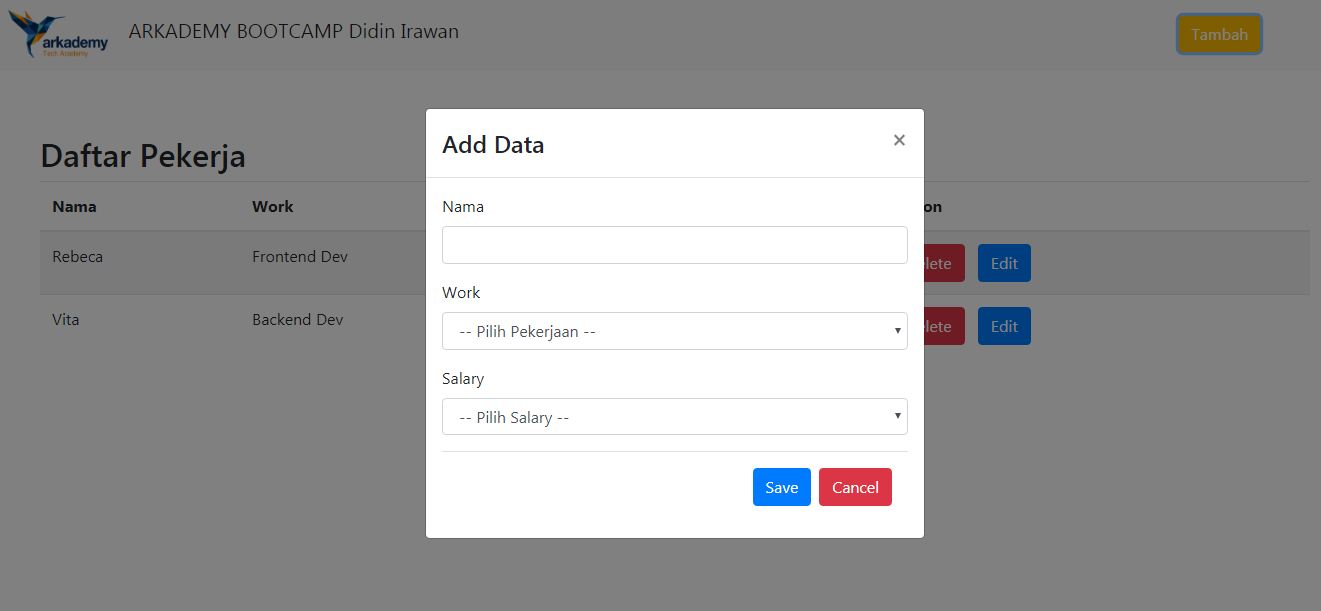 arkademy
Tech Academy
ARKADEMY BOOTCAMP Didin Irawan
Tambah
Daftar Pekerja
Nama Work on
Rebeca Frontend Dev lete Edit
Vita Backend Dev lete Edit
Add Data ×
Nama
Work
-- Pilih Pekerjaan --
Salary
-- Pilih Salary --
Save Cancel